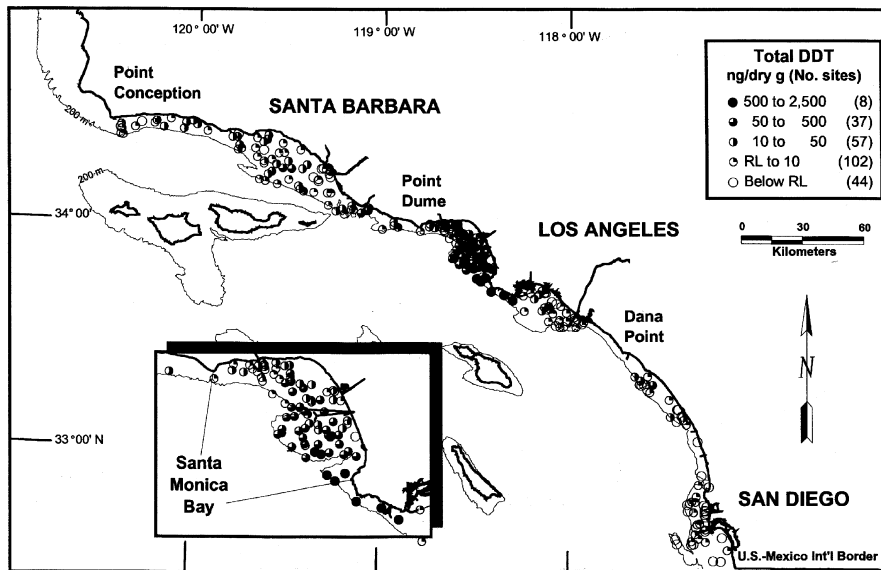 120° 00' W
119° 00' W
118° 00' W
Total DDT
ng/dry g (No. sites)
500 to 2,500 (8)
50 to 500 (37)
10 to 50 (57)
RL to 10 (102)
Below RL (44)
Point
Conception
SANTA BARBARA
200 m
200 m
Point
Dume
34° 00'
LOS ANGELES
0 30 60
Kilometers
Dana
Point
N
33° 00' N
Santa
Monica
Bay
SAN DIEGO
U.S.-Mexico Int'l Border